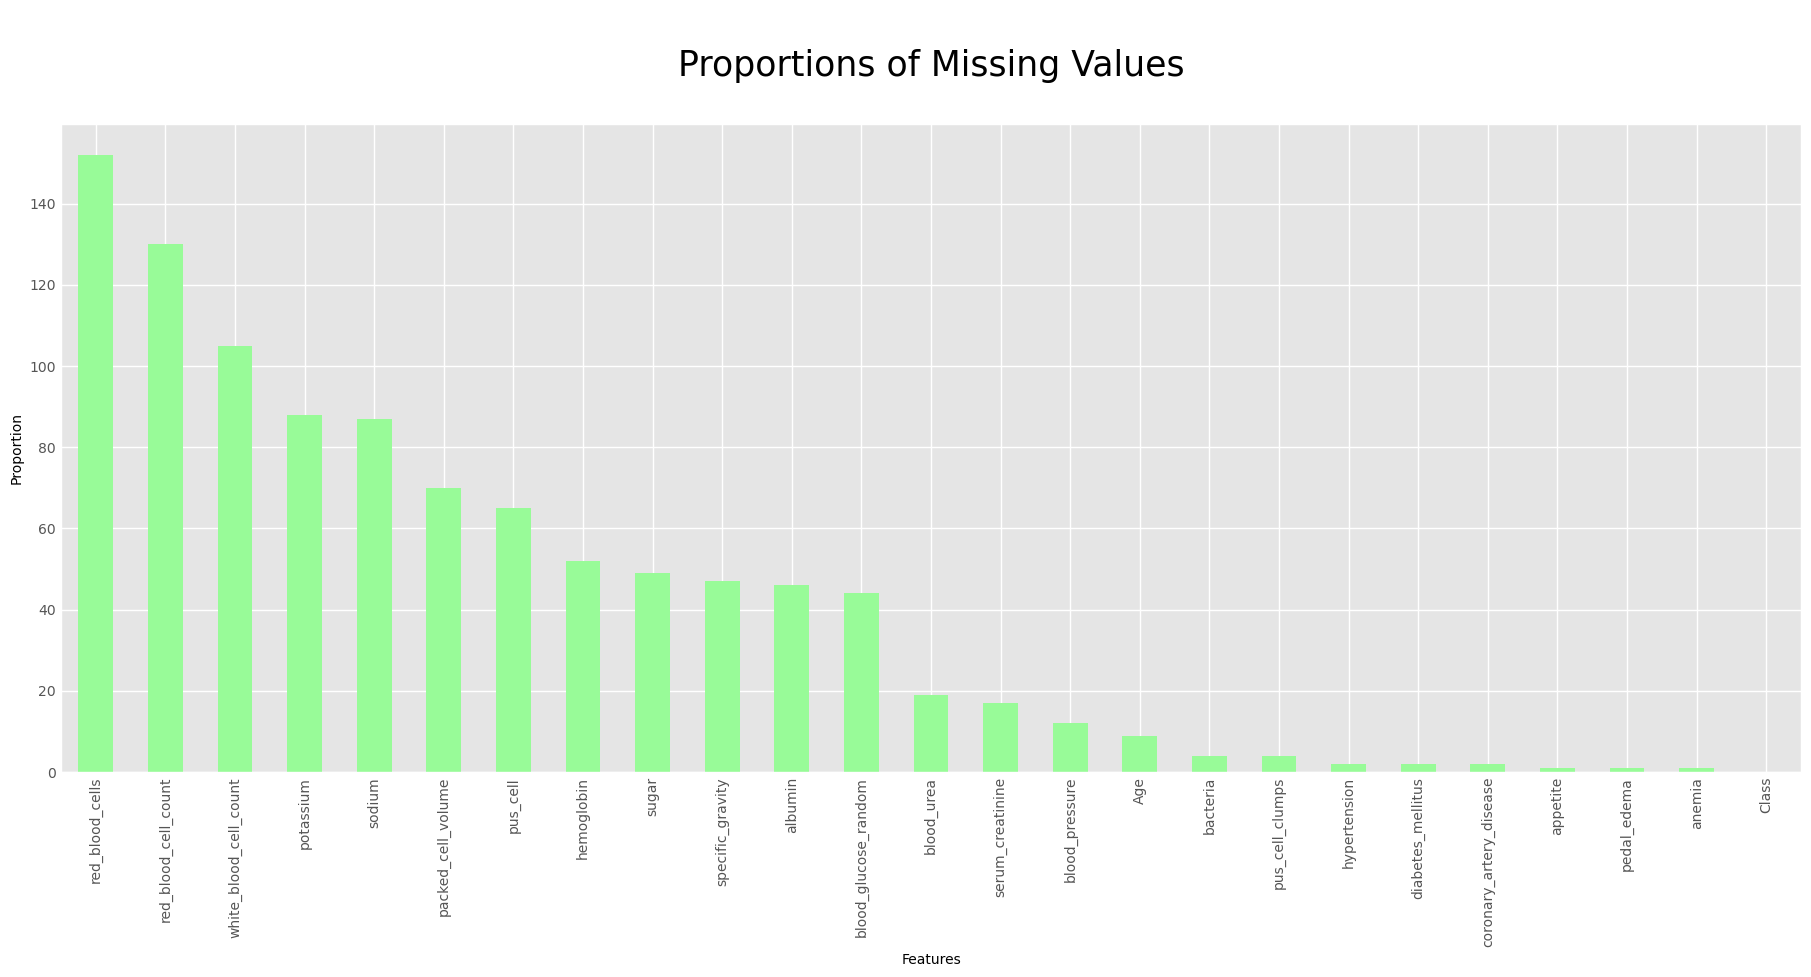 Proportions of Missing Values
Proportion
140
120
100
80
60
40
20
0
red_blood_cells
red_blood_cell_count
white_blood_cell_count
potassium
sodium
packed_cell_volume
pus_cell
hemoglobin
sugar
specific_gravity
albumin
blood_glucose_random
blood_urea
serum_creatinine
blood_pressure
Age
bacteria
pus_cell_clumps
hypertension
diabetes_mellitus
coronary_artery_disease
appetite
pedal_edema
anemia
Class
Features